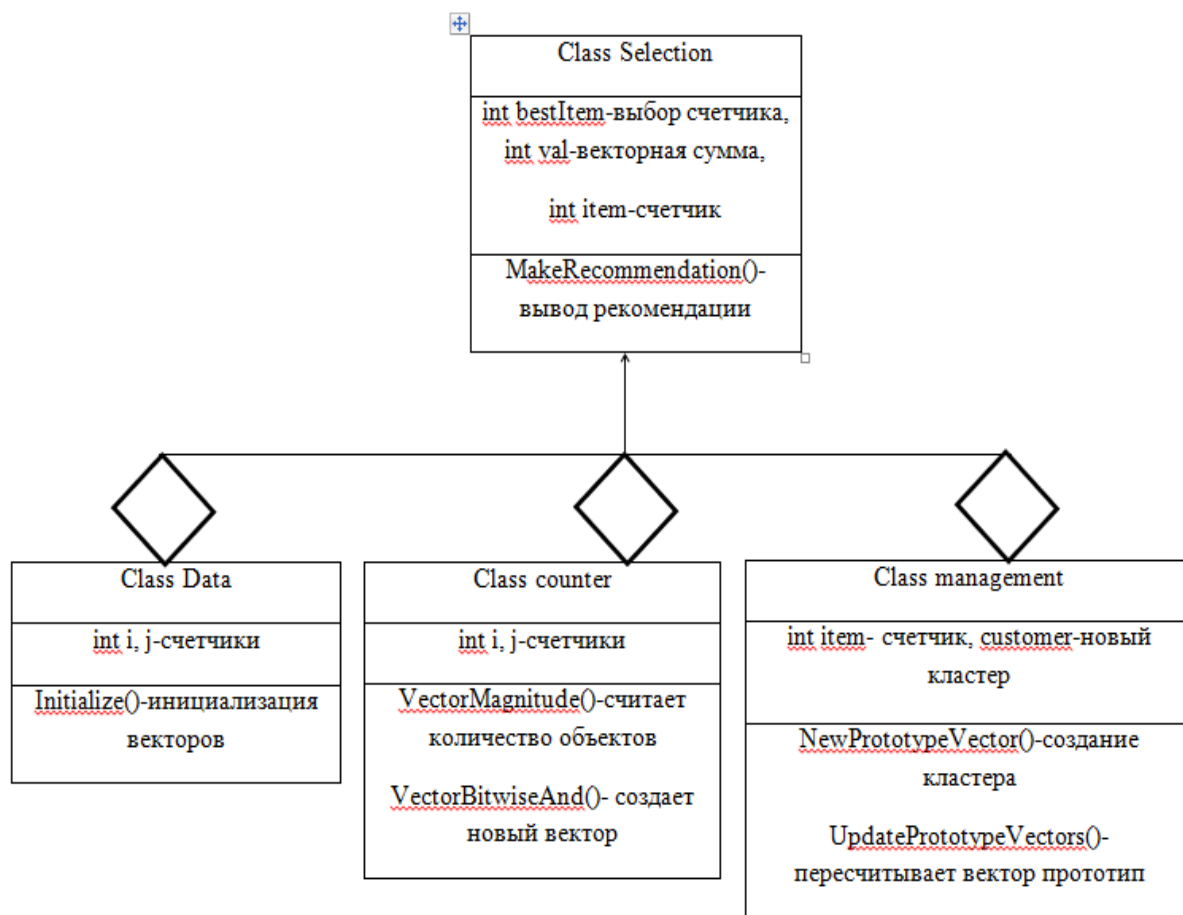 Class Selection
int bestItem-выбор счетчика,
int val-векторная сумма,
int item-счетчик
MakeRecommendation()-
вывод рекомендации
Class Data
int i, j-счетчики
Initialize()-инициализация
векторов
Class counter
int i, j-счетчики
VectorMagnitude()-считает
количество объектов
VectorBitwiseAnd()- создает
новый вектор
Class management
int item- счетчик, customer-новый
кластер
NewPrototypeVector()-создание
кластера
UpdatePrototypeVectors()-
пересчитывает вектор прототип